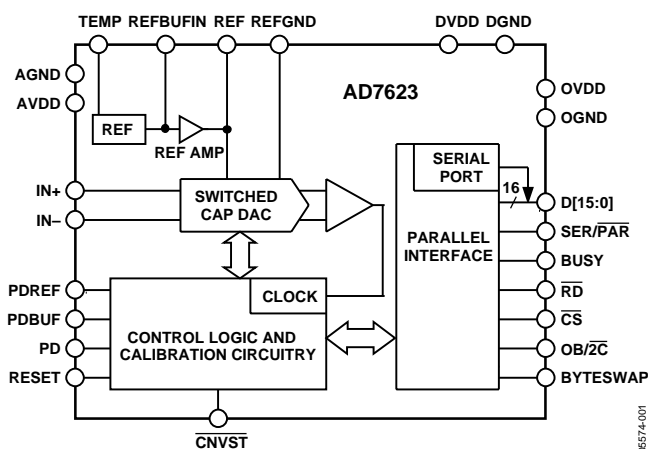 TEMP REFBUFIN REF REFGND DVDD DGND
AGND
AVDD
AD7623
OVDD
OGND
REF
REF AMP
SERIAL
PORT
16
IN+
IN–
SWITCHED
CAP DAC
D[15:0]
SER/PAR
BUSY
RD
CS
OB/2C
BYTESWAP
PARALLEL
INTERFACE
PDREF
PDBUF
PD
RESET
CLOCK
CONTROL LOGIC AND
CALIBRATION CIRCUITRY
CNVST